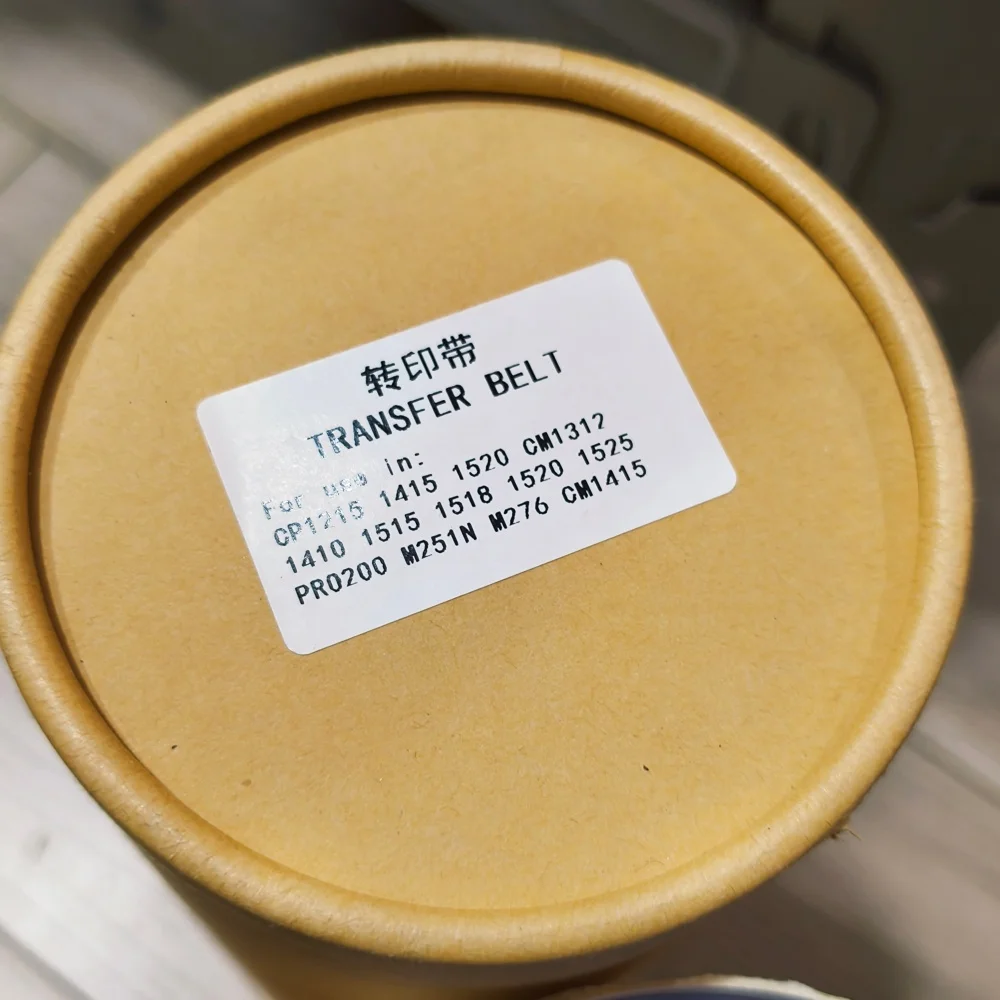 转印带
TRANSFER BELT
For use in:
CP1215 1415 1520 CM1312
1410 1515 1518 1520 1525
PRO200 M251N M276 CM1415